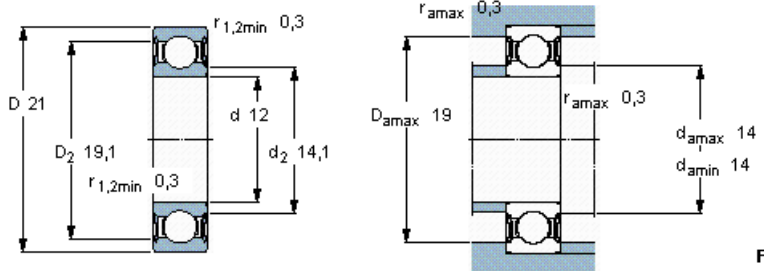 r1,2min 0,3
D 21
D2 19,1
d 12
d2 14,1
r1,2min 0,3
ramax 0,3
Damax 19
ramax 0,3
damax 14
damin 14
F